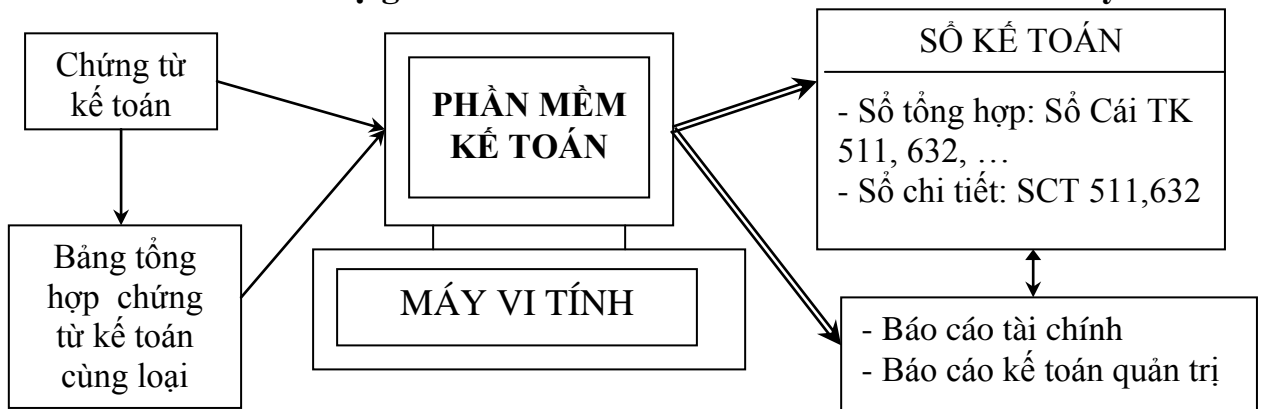 Chứng từ
kế toán
Bảng tổng
hợp chứng
từ kế toán
cùng loại
PHẦN MỀM
KẾ TOÁN
MÁY VI TÍNH
SỔ KẾ TOÁN
- Sổ tổng hợp: Sổ Cái TK
511, 632, …
- Sổ chi tiết: SCT 511,632
- Báo cáo tài chính
- Báo cáo kế toán quản trị